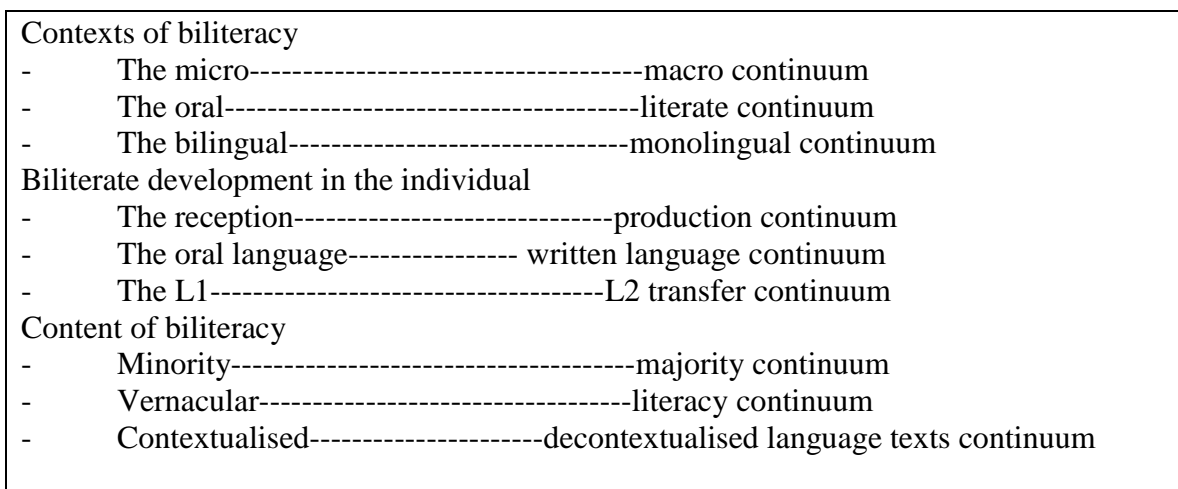 Contexts of biliteracy
- The micro-------------------------------------macro continuum
- The oral---------------------------------------literate continuum
- The bilingual--------------------------------monolingual continuum
Biliterate development in the individual
- The reception------------------------------production continuum
- The oral language---------------- written language continuum
- The L1-------------------------------------L2 transfer continuum
Content of biliteracy
- Minority--------------------------------------majority continuum
- Vernacular-----------------------------------literacy continuum
- Contextualised----------------------decontextualised language texts continuum